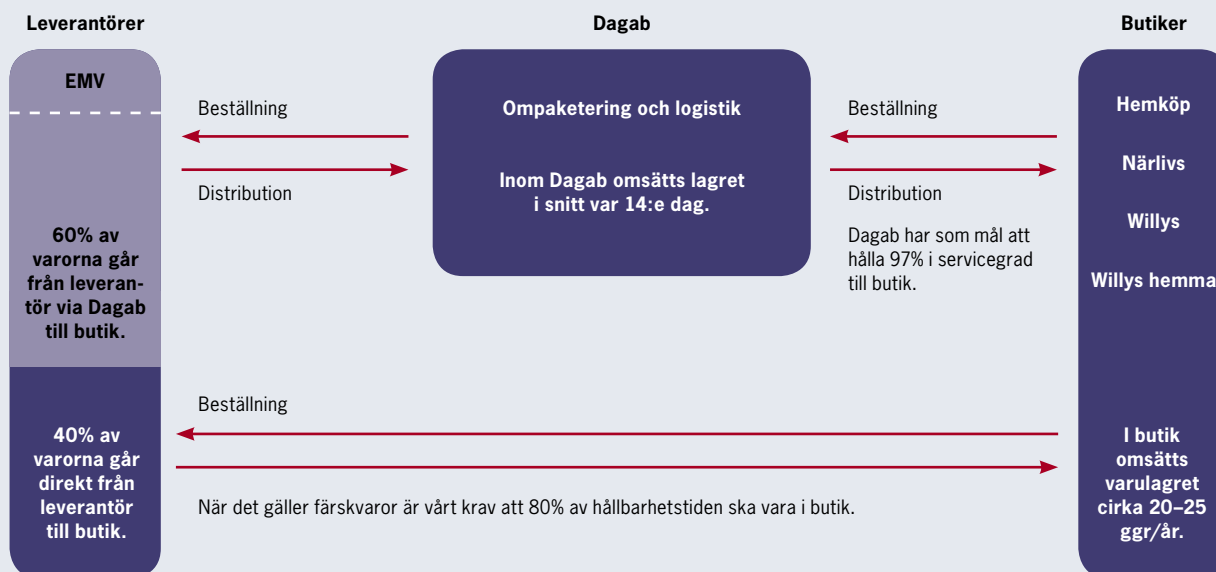 Leverantörer
Dagab
Butiker
EMV
60% av
varorna går
från leveran-
tör via Dagab
till butik.
40% av
varorna går
direkt från
leverantör
till butik.
Beställning
Distribution
Ompaketering och logistik
Inom Dagab omsätts lagret
i snitt var 14:e dag.
Beställning
Distribution
Dagab har som mål att
hålla 97% i servicegrad
till butik.
Hemköp
Närlivs
Willys
Willys hemma
Beställning
När det gäller färskvaror är vårt krav att 80% av hållbarhetstiden ska vara i butik.
I butik
omsätts
varulagret
cirka 20–25
ggr/år.